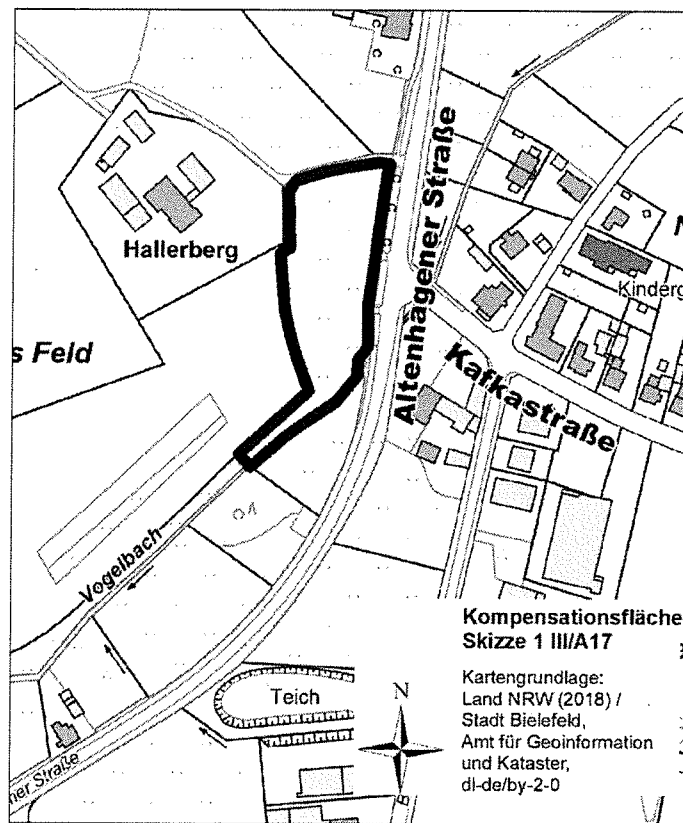 Altenhagener Straße
Hallerberg
N
Kinderg
s Feld
Kafkastraße
Vogelbach
Kompensationsfläche
Skizze 1 III/A17
Teich
N
Kartengrundlage:
Land NRW (2018) /
Stadt Bielefeld,
Amt für Geoinformation
und Kataster,
dl-de/by-2-0
ner Straße
B